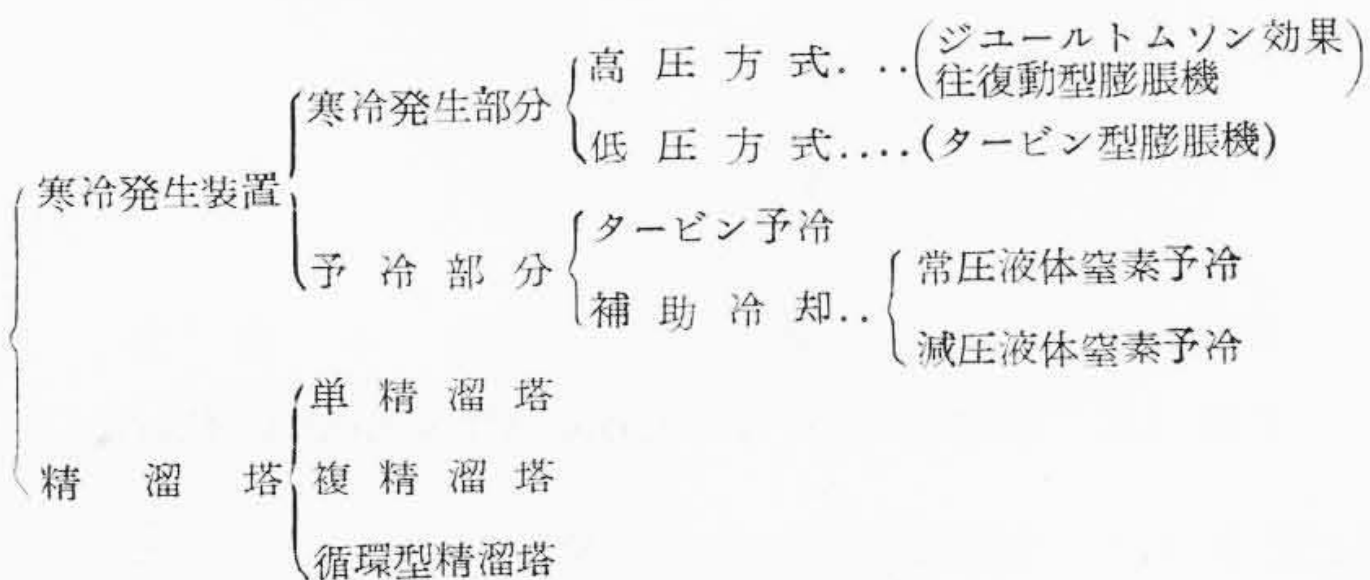 高圧方式....(ジユールトムソン効果
往復動型膨脹機)
寒冷発生部分
低圧方式....(タービン型膨脹機)
寒冷発生装置
タービン予冷
予冷部分
常圧液体窒素予冷
補助冷却..
減圧液体窒素予冷
単精溜塔
精溜塔
複精溜塔
循環型精溜塔